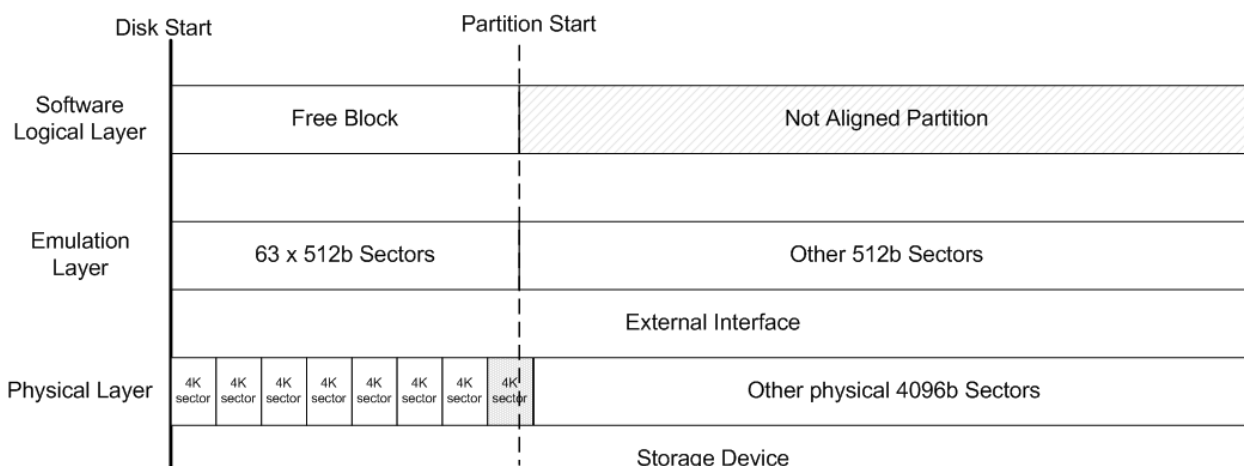 Disk Start
Partition Start
Software
Logical Layer
Free Block
Not Aligned Partition
Emulation
Layer
63 x 512b Sectors
Other 512b Sectors
External Interface
Physical Layer
4K
sector
4K
sector
4K
sector
4K
sector
4K
sector
4K
sector
4K
sector
4K
sector
Other physical 4096b Sectors
Storage Device